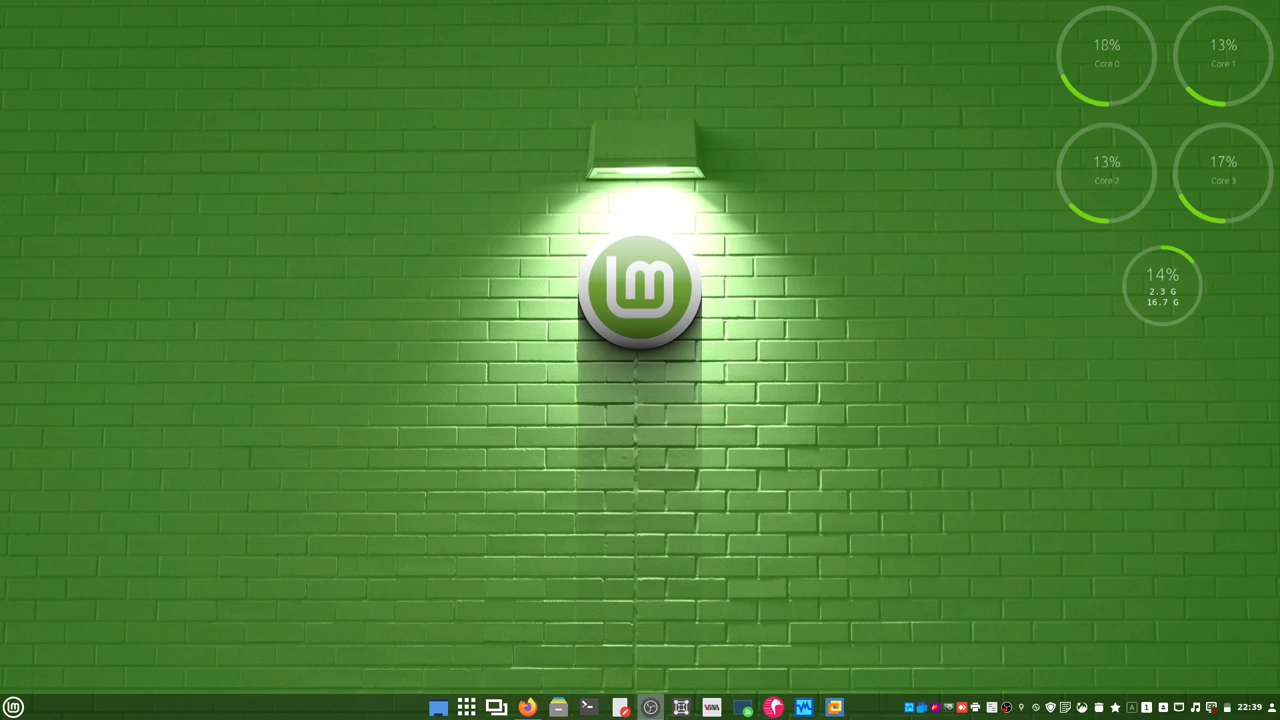 18%
Core 0
13%
Core 1
13%
Core 2
17%
Core 3
14%
2.3 G
16.7 G
22:39